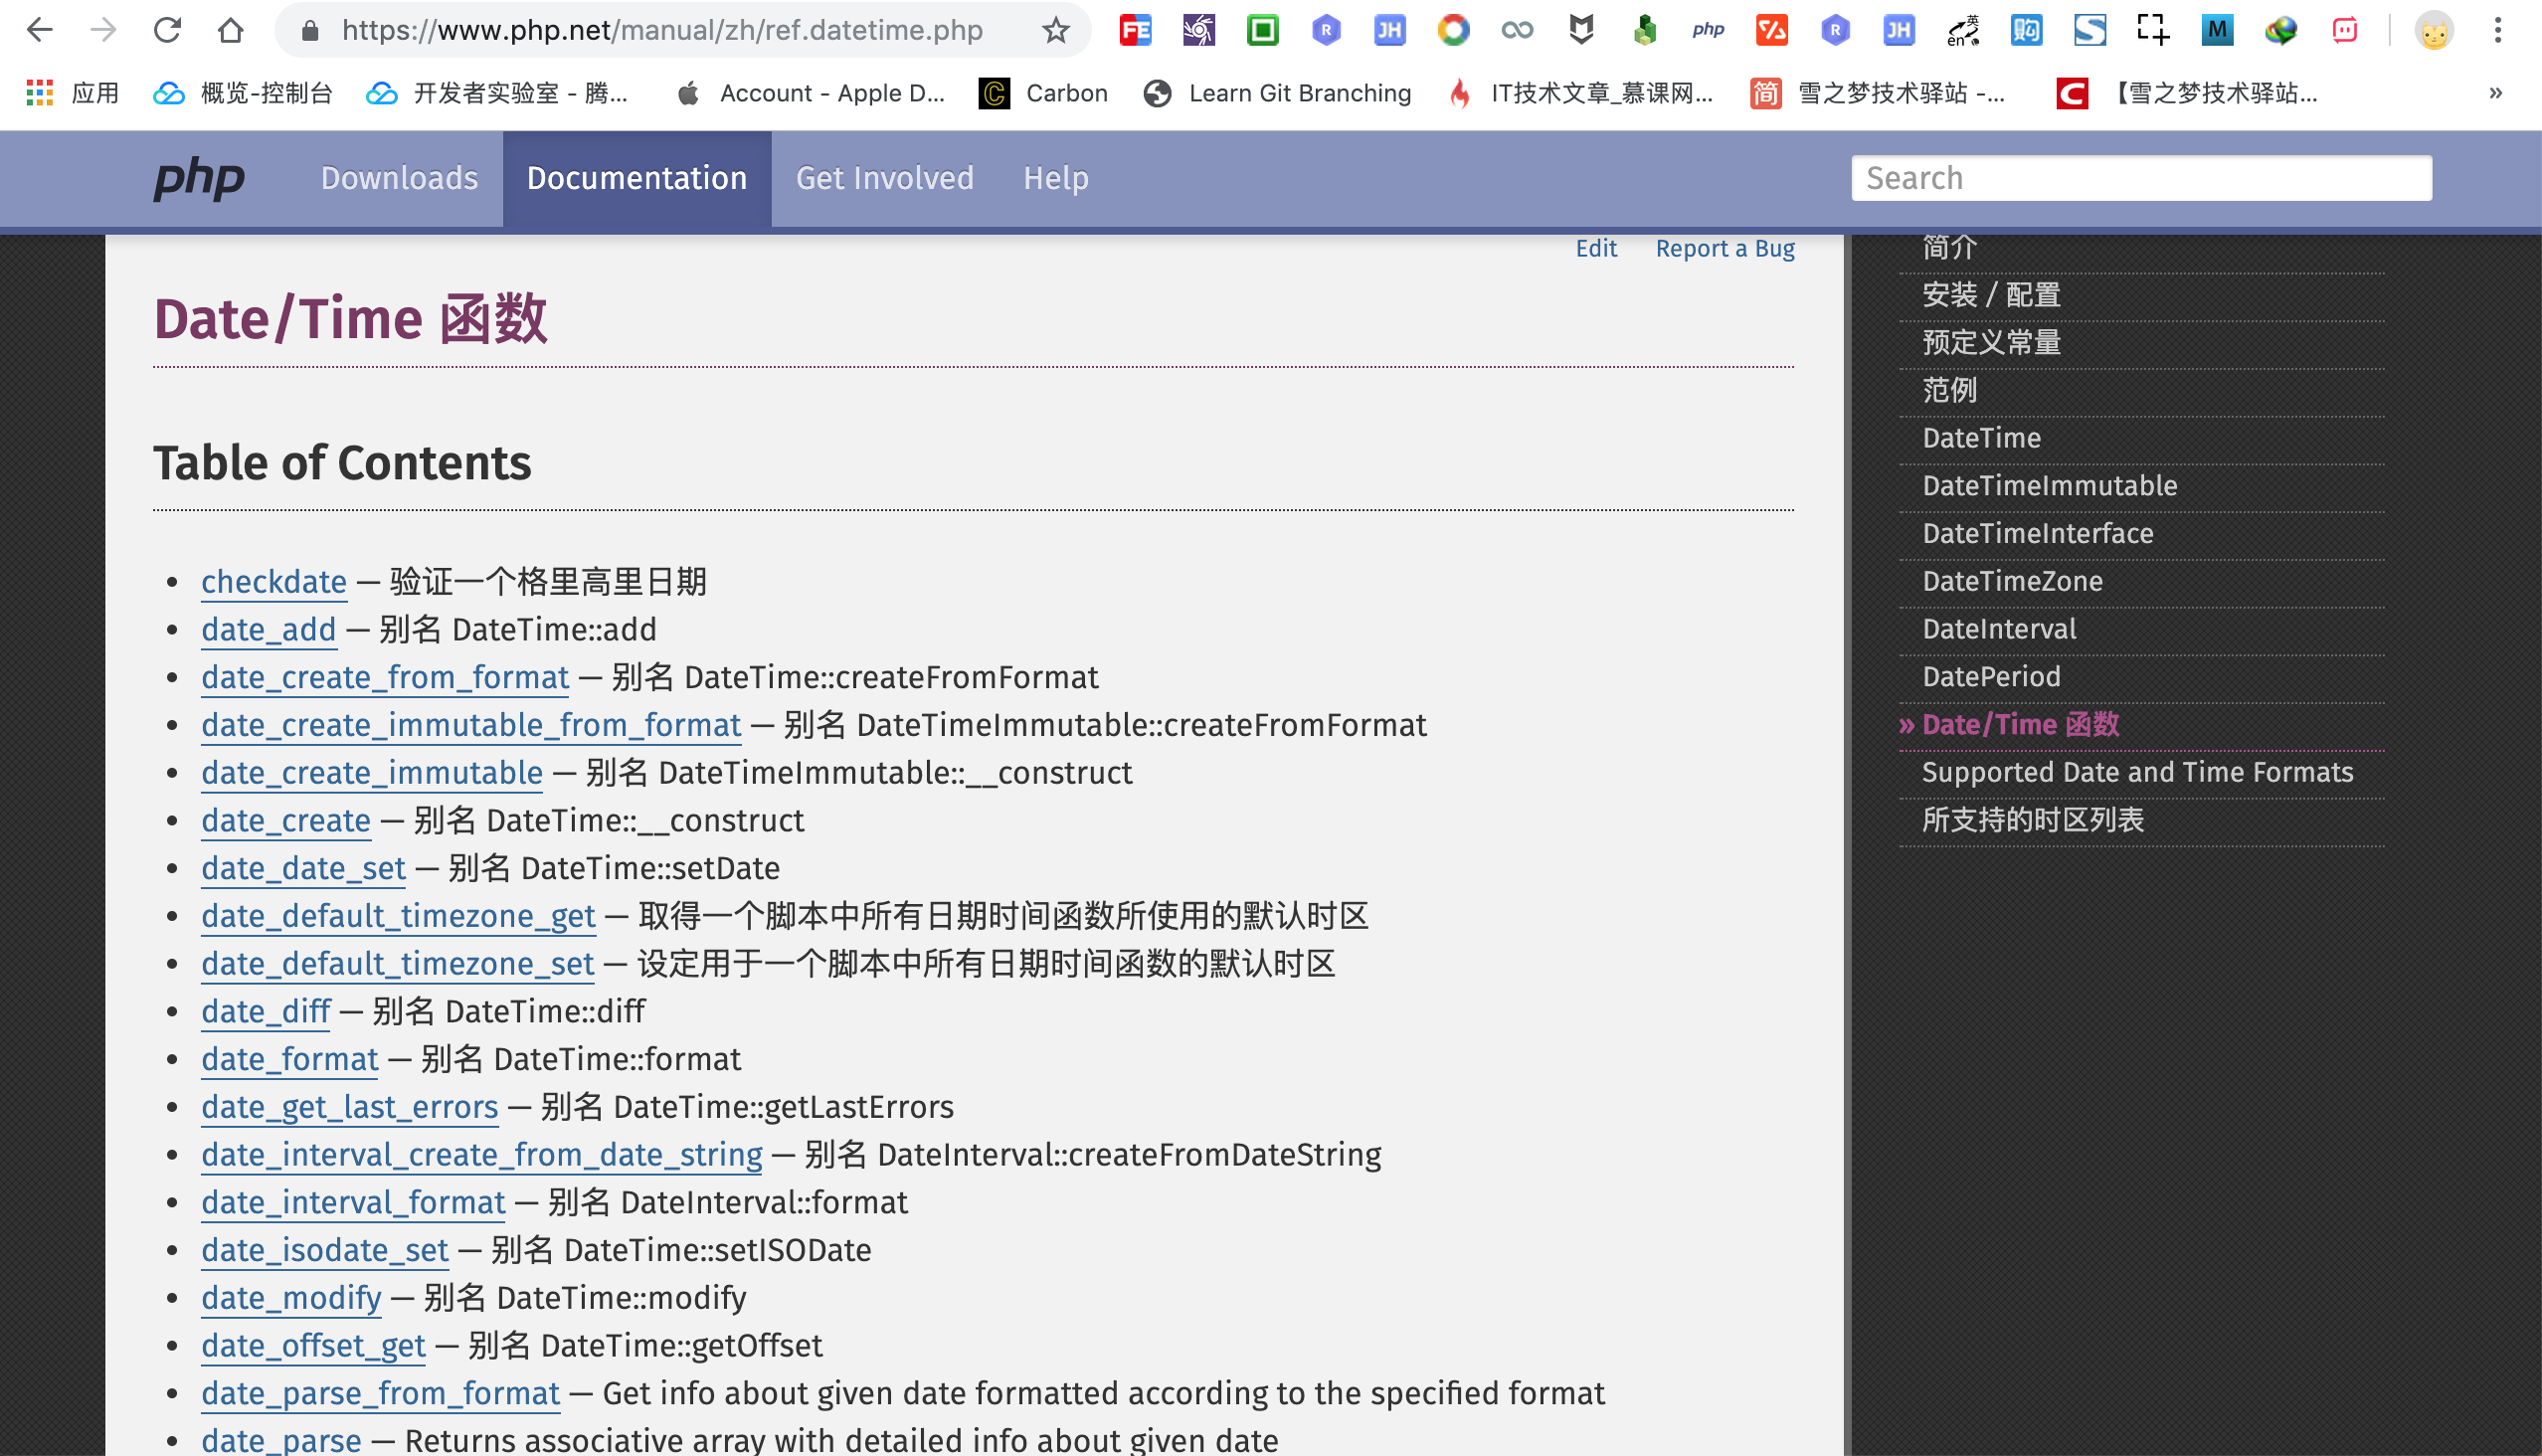 https://www.php.net/manual/zh/ref.datetime.php
应用 概览-控制台 开发者实验室 - 腾... Account - Apple D... Carbon Learn Git Branching IT技术文章_慕课网... 雪之梦技术驿站 -... 【雪之梦技术驿站... »
php Downloads Documentation Get Involved Help Search
Edit Report a Bug
Date/Time 函数
Table of Contents
• checkdate — 验证一个格里高里日期
• date_add — 别名 DateTime::add
• date_create_from_format — 别名 DateTime::createFromFormat
• date_create_immutable_from_format — 别名 DateTimeImmutable::createFromFormat
• date_create_immutable — 别名 DateTimeImmutable::__construct
• date_create — 别名 DateTime::__construct
• date_date_set — 别名 DateTime::setDate
• date_default_timezone_get — 取得一个脚本中所有日期时间函数所使用的默认时区
• date_default_timezone_set — 设定用于一个脚本中所有日期时间函数的默认时区
• date_diff — 别名 DateTime::diff
• date_format — 别名 DateTime::format
• date_get_last_errors — 别名 DateTime::getLastErrors
• date_interval_create_from_date_string — 别名 DateInterval::createFromDateString
• date_interval_format — 别名 DateInterval::format
• date_isodate_set — 别名 DateTime::setISODate
• date_modify — 别名 DateTime::modify
• date_offset_get — 别名 DateTime::getOffset
• date_parse_from_format — Get info about given date formatted according to the specified format
• date_parse — Returns associative array with detailed info about given date
简介
安装 / 配置
预定义常量
范例
DateTime
DateTimeImmutable
DateTimeInterface
DateTimeZone
DateInterval
DatePeriod
» Date/Time 函数
Supported Date and Time Formats
所支持的时区列表